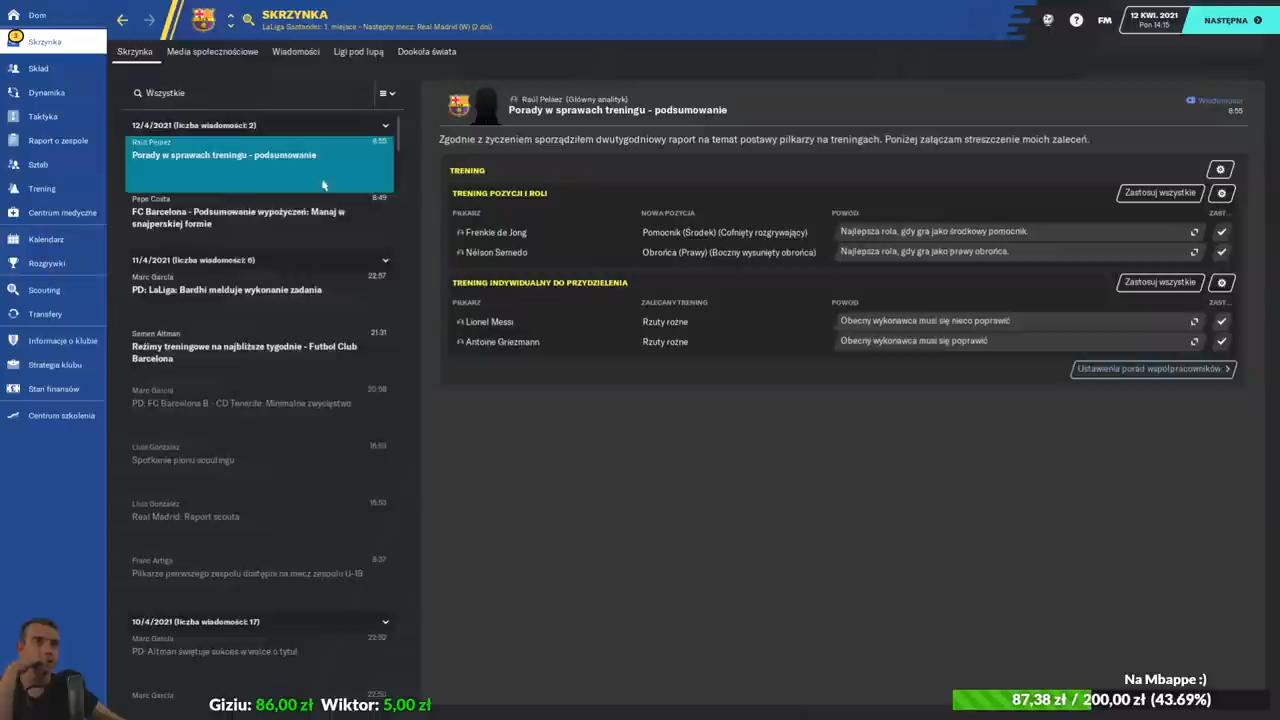 Dom
SKRZYNKA
LaLiga Santander: 1. miejsce - Następny mecz: Real Madrid (W) (2 dni)
FM
12 KWI. 2021
Pon 14:15
NASTĘPNA
3
Skrzynka
Skład
Dynamika
Taktyka
Raport o zespole
Sztab
Trening
Centrum medyczne
Kalendarz
Rozgrywki
Scouting
Transfery
Informacje o klubie
Strategia klubu
Stan finansów
Centrum szkolenia
Skrzynka
Media społecznościowe
Wiadomości
Ligi pod lupą
Dookoła świata
Wszystkie
12/4/2021 (liczba wiadomości: 2)
Raúl Peláez 8:55
Porady w sprawach treningu - podsumowanie
Pepe Costa 8:49
FC Barcelona - Podsumowanie wypożyczeń: Manaj w
snajperskiej formie
11/4/2021 (liczba wiadomości: 6)
Marc García 22:57
PD: LaLiga: Bardhi melduje wykonanie zadania
Semen Altman 21:31
Reżimy treningowe na najbliższe tygodnie - Futbol Club
Barcelona
Marc García 20:58
PD: FC Barcelona B - CD Tenerife: Minimalne zwycięstwo
Lluís González
Spotkanie pionu scoutingu
Lluís González
Real Madrid: Raport scouta
Franc Artiga 8:37
Piłkarze pierwszego zespołu dostępni na mecz zespołu U-19
10/4/2021 (liczba wiadomości: 17)
Marc García
PD: Altman świętuje sukces w walce o tytuł
Marc García
Raúl Peláez (Główny analityk)
Porady w sprawach treningu - podsumowanie
Wiadomości
8:55
Zgodnie z życzeniem sporządziłem dwutygodniowy raport na temat postawy piłkarzy na treningach. Poniżej załączam streszczenie moich zaleceń.
TRENING
TRENING POZYCJI I ROLI
Zastosuj wszystkie
PIŁKARZ NOWA POZYCJA POWÓD ZAST...
Frenkie de Jong Pomocnik (Środek) (Cofnięty rozgrywający) Najlepsza rola, gdy gra jako środkowy pomocnik.
Nélson Semedo Obrońca (Prawy) (Boczny wysunięty obrońca) Najlepsza rola, gdy gra jako prawy obrońca.
TRENING INDYWIDUALNY DO PRZYDZIELENIA
Zastosuj wszystkie
PIŁKARZ ZALECANY TRENING POWÓD ZAST...
Lionel Messi Rzuty rożne Obecny wykonawca musi się nieco poprawić
Antoine Griezmann Rzuty rożne Obecny wykonawca musi się poprawić
Ustawienia porad współpracowników
Giziu: 86,00 zł Wiktor: 5,00 zł
Na Mbappe :)
87,38 zł / 200,00 zł (43.69%)